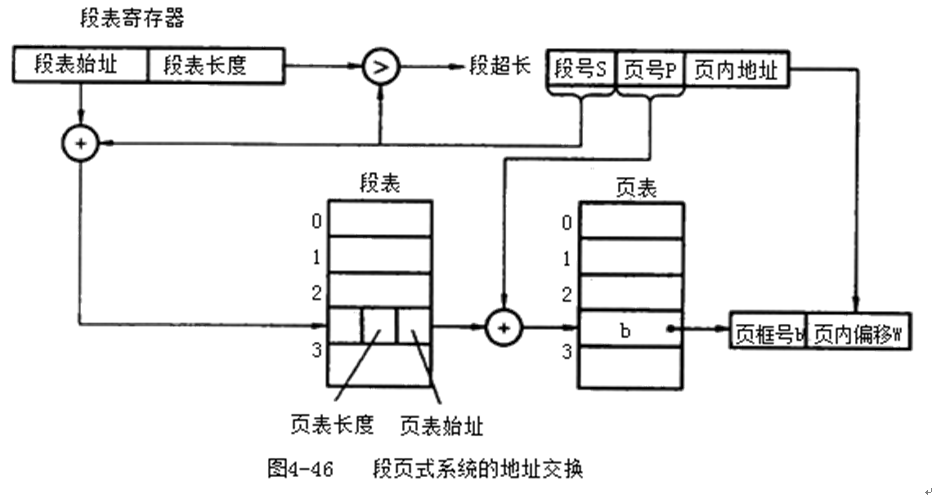 段表寄存器
段表始址 段表长度 > 段超长 段号S 页号P 页内地址
+
段表 页表
0 0
1 1
2 2
+ b 页框号b 页内偏移W
3 3
页表长度 页表始址
图4-46 段页式系统的地址交换